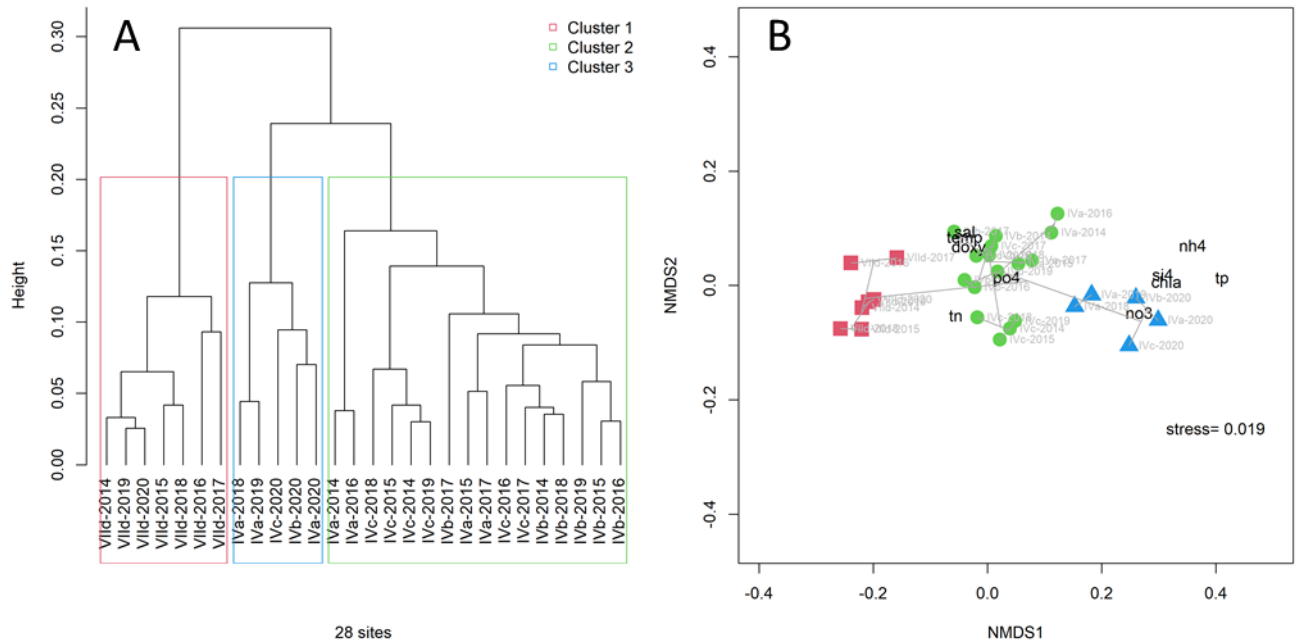 A
Cluster 1
Cluster 2
Cluster 3
Height
0.30
0.25
0.20
0.15
0.10
0.05
0.00
VIId-2014
VIId-2019
VIId-2020
VIId-2015
VIId-2018
VIId-2016
VIId-2017
IVa-2018
IVa-2019
IVc-2020
IVb-2020
IVa-2020
IVa-2014
IVa-2016
IVc-2018
IVc-2015
IVc-2014
IVc-2019
IVb-2017
IVa-2015
IVa-2017
IVc-2016
IVc-2017
IVb-2014
IVb-2018
IVb-2019
IVb-2015
IVb-2016
28 sites
B
NMDS2
0.4
0.2
0.0
-0.2
-0.4
IVa-2016
IVa-2014
sal
temp
doxy
nh4
VIId-2017
IVc-2017
po4
si4
chla
tp
IVb-2020
no3
IVa-2020
tn
IVc-2014
IVc-2015
IVc-2020
stress= 0.019
-0.4
-0.2
0.0
0.2
0.4
NMDS1